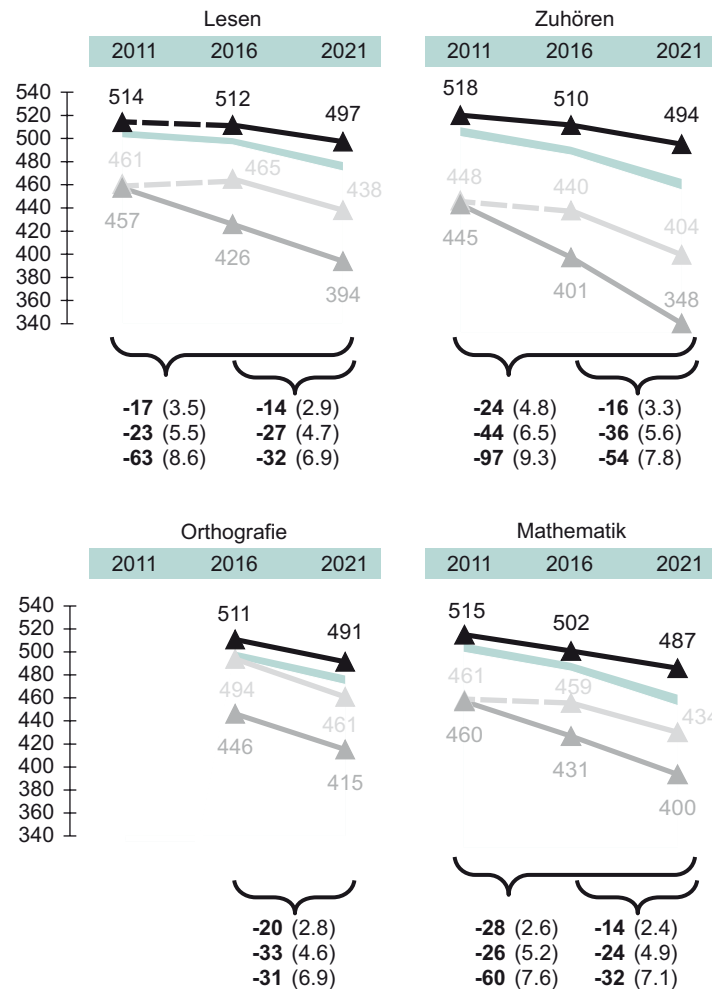 Lesen
2011 2016 2021
540
520
500
480
460
440
420
400
380
360
340
514 512 497
461 465 438
457 426 394
-17 (3.5) -14 (2.9)
-23 (5.5) -27 (4.7)
-63 (8.6) -32 (6.9)
Zuhören
2011 2016 2021
518 510 494
448 440 404
445 401 348
-24 (4.8) -16 (3.3)
-44 (6.5) -36 (5.6)
-97 (9.3) -54 (7.8)
Orthografie
2011 2016 2021
540
520
500
480
460
440
420
400
380
360
340
511 491
494 461
446 415
-20 (2.8)
-33 (4.6)
-31 (6.9)
Mathematik
2011 2016 2021
515 502 487
461 459 434
460 431 400
-28 (2.6) -14 (2.4)
-26 (5.2) -24 (4.9)
-60 (7.6) -32 (7.1)